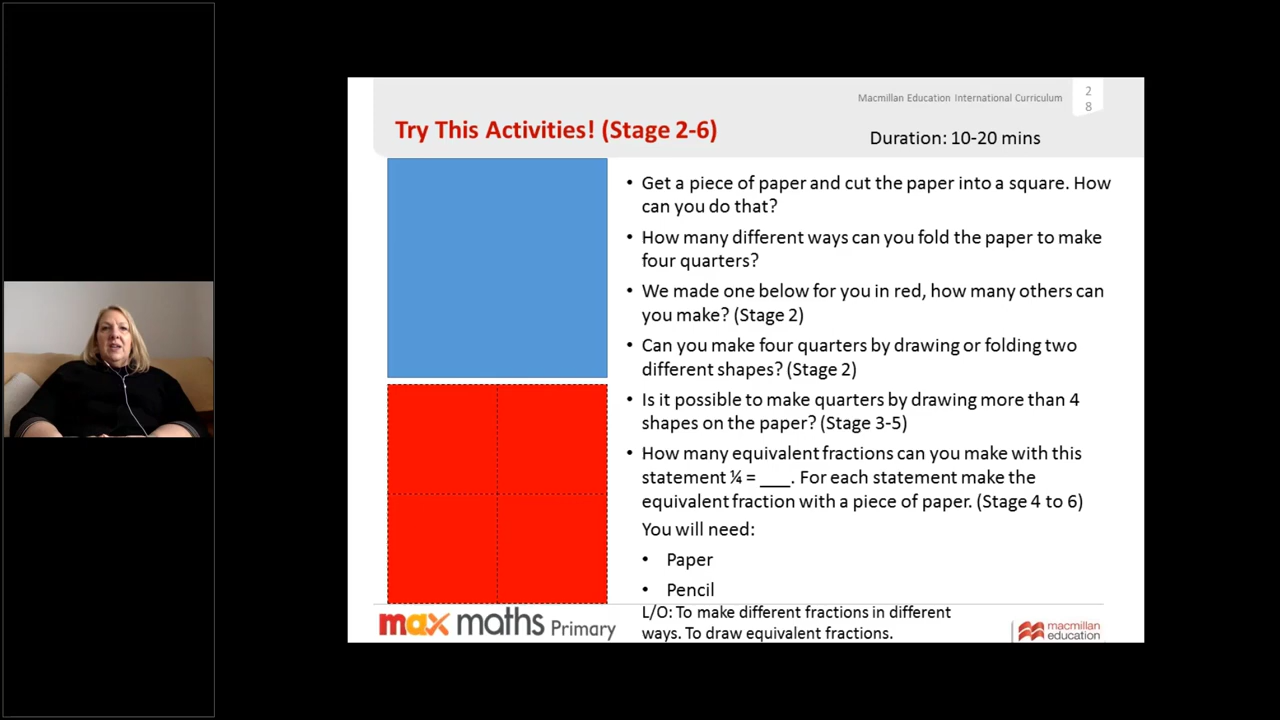 Macmillan Education International Curriculum
2
8
Try This Activities! (Stage 2-6)
Duration: 10-20 mins
• Get a piece of paper and cut the paper into a square. How
can you do that?
• How many different ways can you fold the paper to make
four quarters?
• We made one below for you in red, how many others can
you make? (Stage 2)
• Can you make four quarters by drawing or folding two
different shapes? (Stage 2)
• Is it possible to make quarters by drawing more than 4
shapes on the paper? (Stage 3-5)
• How many equivalent fractions can you make with this
statement ¼ = ___. For each statement make the
equivalent fraction with a piece of paper. (Stage 4 to 6)
You will need:
• Paper
• Pencil
L/O: To make different fractions in different
ways. To draw equivalent fractions.
max maths Primary
macmillan
education